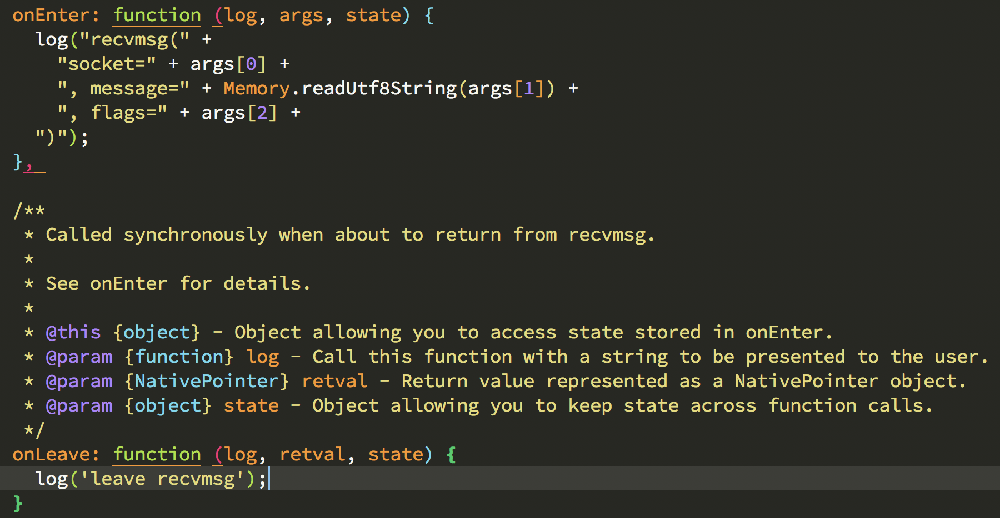 onEnter: function (log, args, state) {
  log("recvmsg(" +
    "socket=" + args[0] +
    ", message=" + Memory.readUtf8String(args[1]) +
    ", flags=" + args[2] +
  ")");
},

/**
 * Called synchronously when about to return from recvmsg.
 *
 * See onEnter for details.
 *
 * @this {object} - Object allowing you to access state stored in onEnter.
 * @param {function} log - Call this function with a string to be presented to the user.
 * @param {NativePointer} retval - Return value represented as a NativePointer object.
 * @param {object} state - Object allowing you to keep state across function calls.
 */
onLeave: function (log, retval, state) {
  log('leave recvmsg');
}